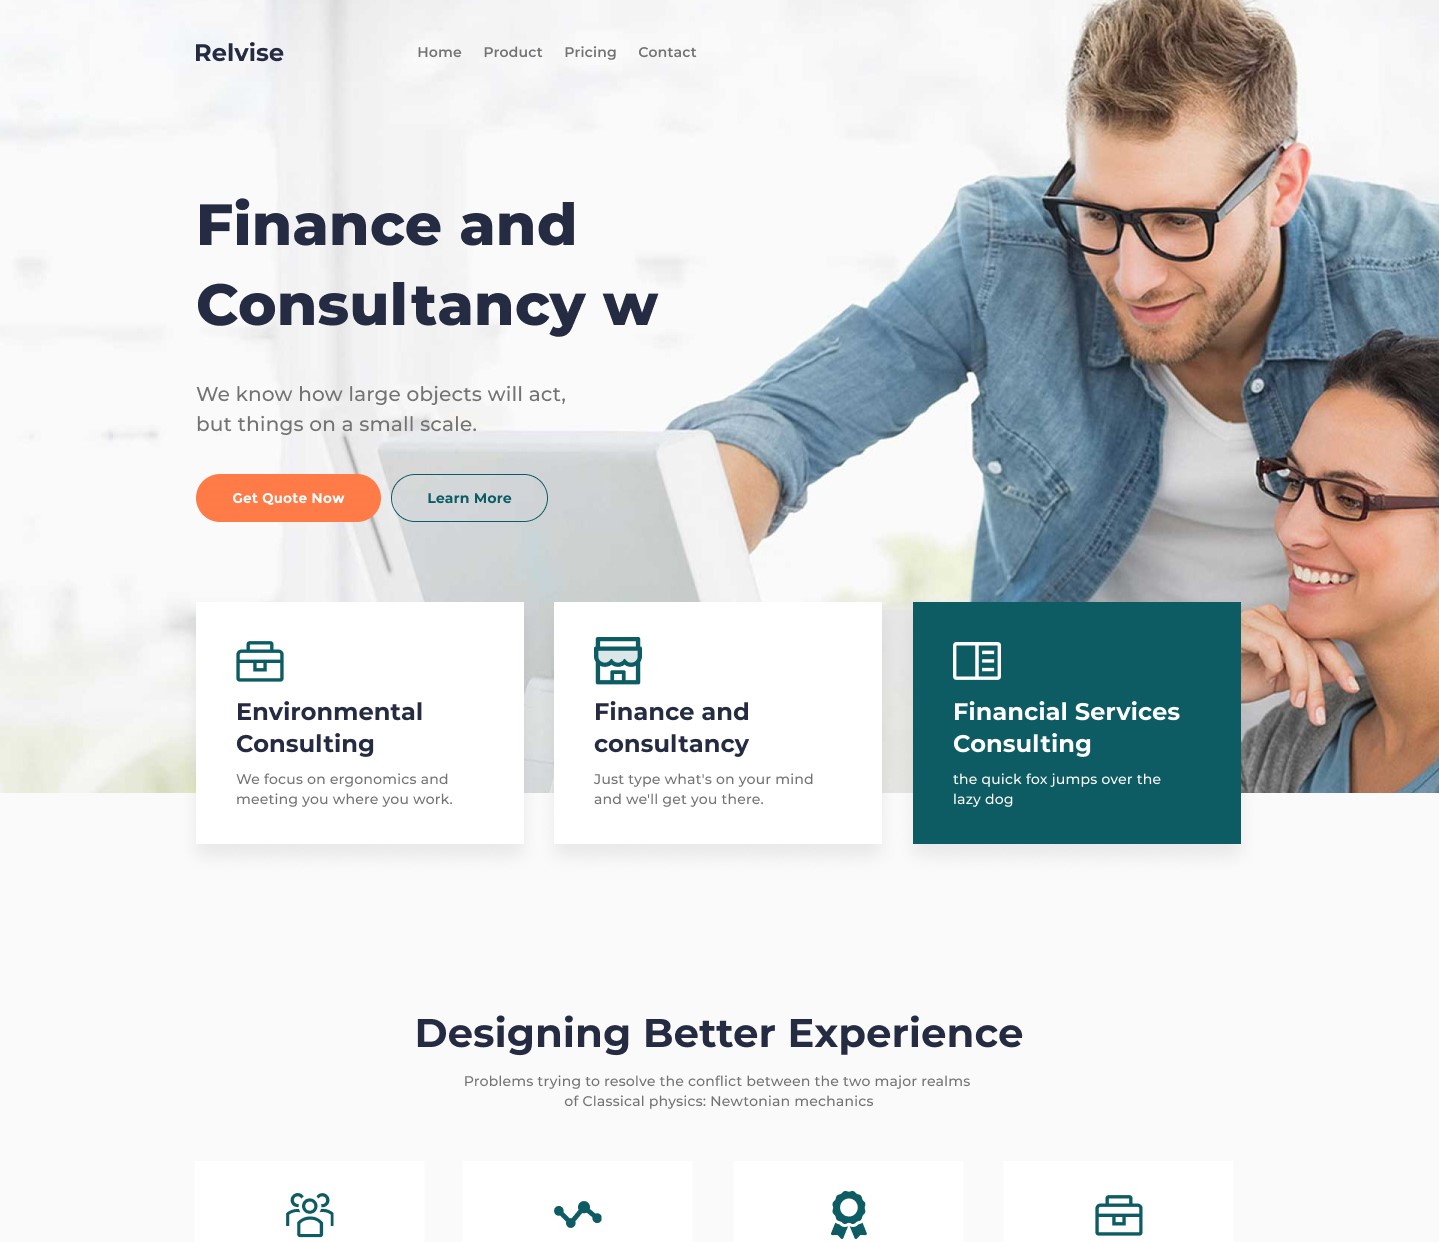 Relvise
Home Product Pricing Contact
Finance and
Consultancy w
We know how large objects will act,
but things on a small scale.
Get Quote Now Learn More
Environmental
Consulting
We focus on ergonomics and
meeting you where you work.
Finance and
consultancy
Just type what's on your mind
and we'll get you there.
Financial Services
Consulting
the quick fox jumps over the
lazy dog
Designing Better Experience
Problems trying to resolve the conflict between the two major realms
of Classical physics: Newtonian mechanics